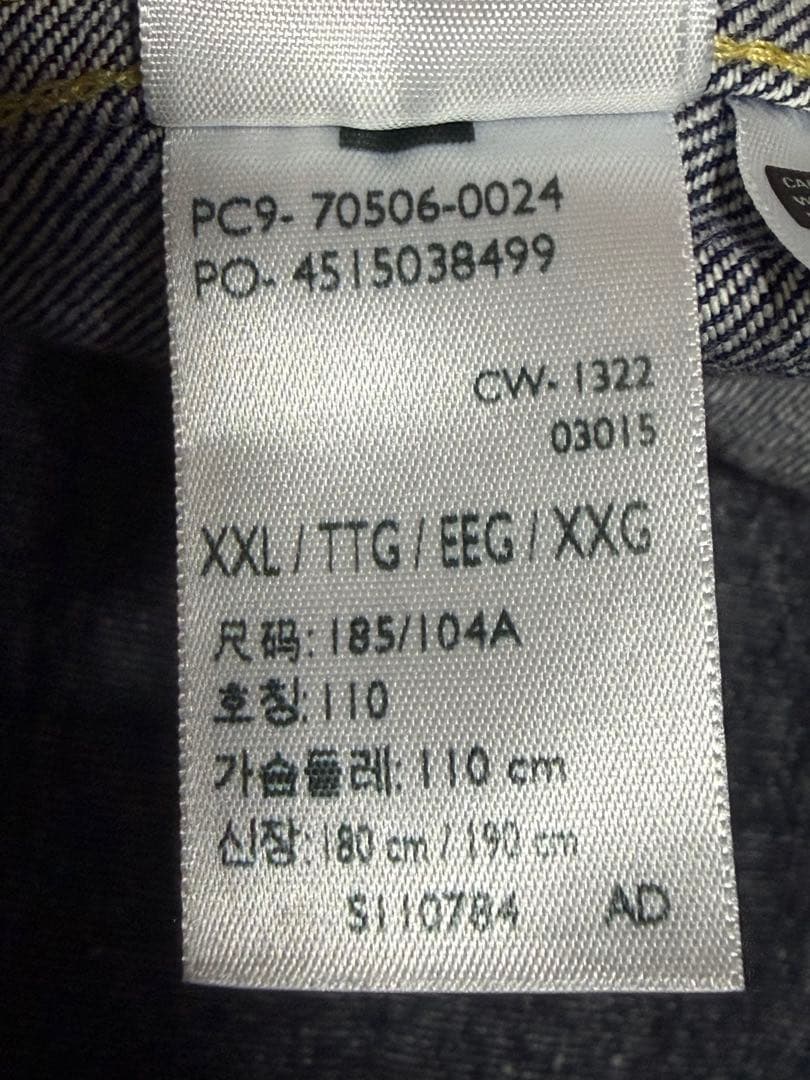 PC9- 70506-0024
PO- 4515038499
CW- 1322
03015
XXL / TTG / EEG / XXG
尺码: 185/104A
호칭: 110
가슴둘레: 110 cm
신장: 180 cm / 190 cm
S110784 AD